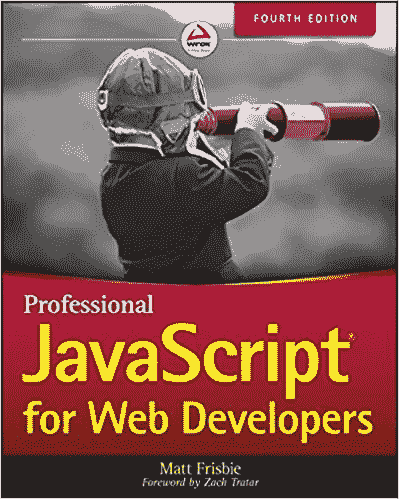 FOURTH EDITION
wrox
Professional
JavaScript®
for Web Developers
Matt Frisbie
Foreword by Zach Tratar